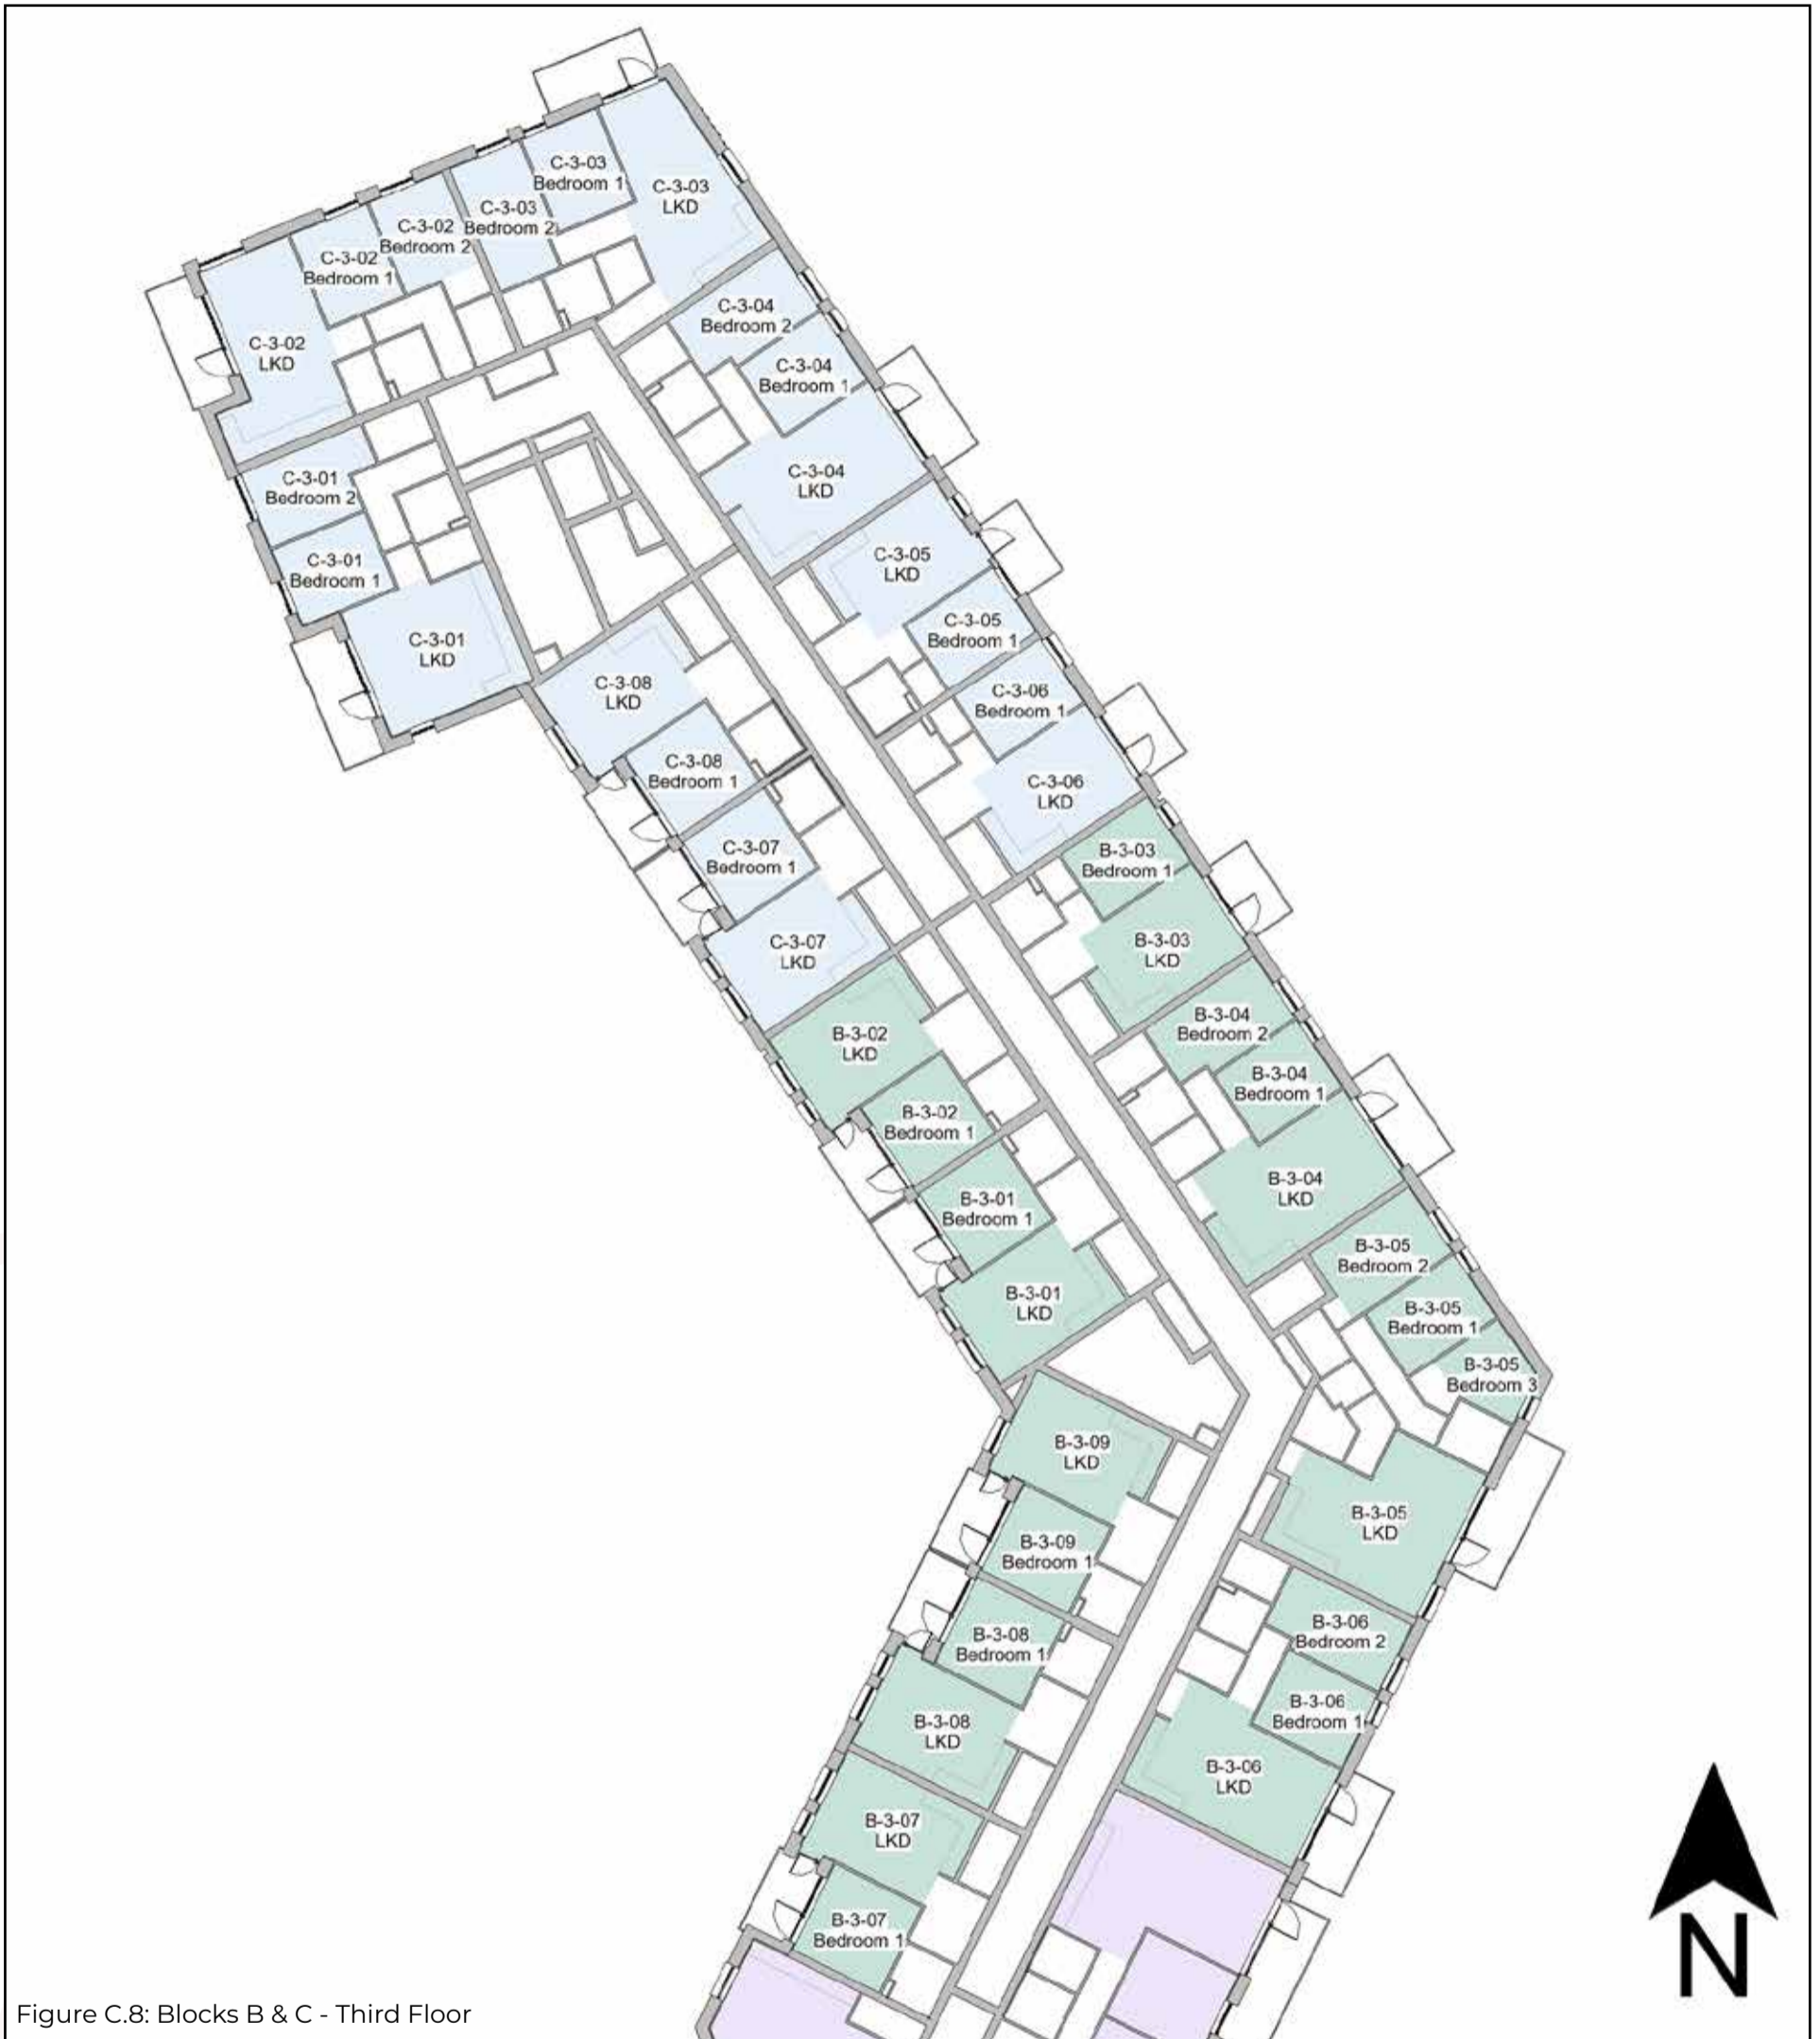 C-3-03
Bedroom 1
C-3-03
LKD
C-3-03
Bedroom 2
C-3-02
Bedroom 2
C-3-02
Bedroom 1
C-3-02
LKD
C-3-04
Bedroom 2
C-3-04
Bedroom 1
C-3-04
LKD
C-3-01
Bedroom 2
C-3-01
Bedroom 1
C-3-01
LKD
C-3-05
LKD
C-3-05
Bedroom 1
C-3-08
LKD
C-3-06
Bedroom 1
C-3-08
Bedroom 1
C-3-06
LKD
C-3-07
Bedroom 1
B-3-03
Bedroom 1
C-3-07
LKD
B-3-03
LKD
B-3-02
LKD
B-3-04
Bedroom 2
B-3-04
Bedroom 1
B-3-02
Bedroom 1
B-3-04
LKD
B-3-01
Bedroom 1
B-3-05
Bedroom 2
B-3-01
LKD
B-3-05
Bedroom 1
B-3-05
Bedroom 3
B-3-09
LKD
B-3-05
LKD
B-3-09
Bedroom 1
B-3-06
Bedroom 2
B-3-08
Bedroom 1
B-3-06
Bedroom 1
B-3-08
LKD
B-3-06
LKD
B-3-07
LKD
B-3-07
Bedroom 1
N
Figure C.8: Blocks B & C - Third Floor